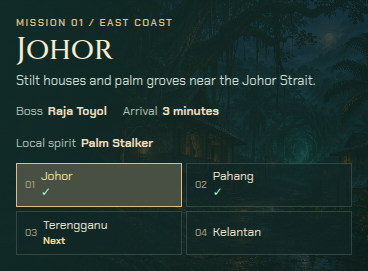 MISSION 01 / EAST COAST
JOHOR
Stilt houses and palm groves near the Johor Strait.
Boss Raja Toyol Arrival 3 minutes
Local spirit Palm Stalker
01 Johor ✓
02 Pahang ✓
03 Terengganu Next
04 Kelantan